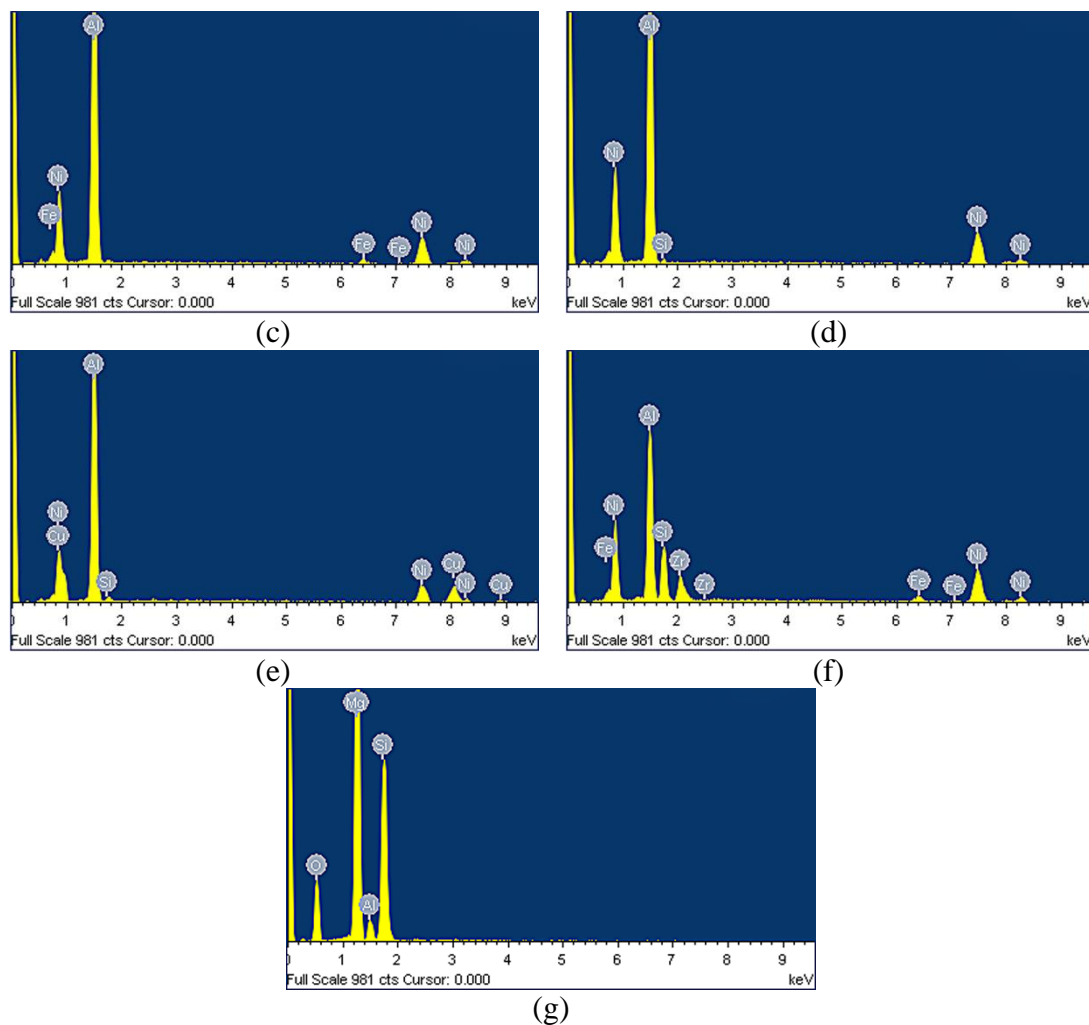 Al Al
Ni Ni
Fe Fe Fe Ni Ni Si Ni Ni
0 1 2 3 4 5 6 7 8 9 1 2 3 4 5 6 7 8 9
Full Scale 981 cts Cursor: 0.000 keV Full Scale 981 cts Cursor: 0.000 keV
(c) (d)
Al Al
Ni Cu Si Ni Cu Ni Cu Fe Ni Si Zr Zr Fe Fe Ni Ni
1 2 3 4 5 6 7 8 9 1 2 3 4 5 6 7 8 9
Full Scale 981 cts Cursor: 0.000 keV Full Scale 981 cts Cursor: 0.000 keV
(e) (f)
Mg
Si
O
Al
1 2 3 4 5 6 7 8 9
Full Scale 981 cts Cursor: 0.000 keV
(g)